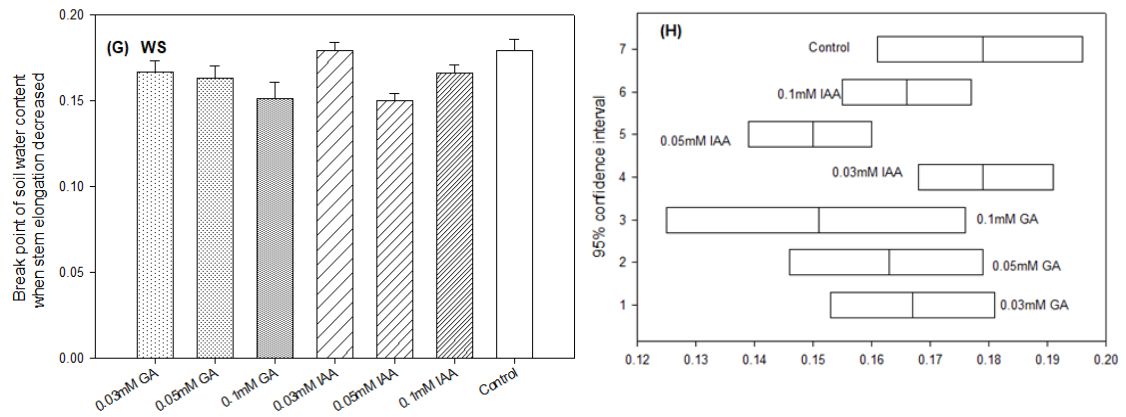 (G) WS
Break point of soil water content
when stem elongation decreased
0.20
0.15
0.10
0.05
0.00
0.03mM GA
0.05mM GA
0.1mM GA
0.03mM IAA
0.05mM IAA
0.1mM IAA
Control
(H)
95% confidence interval
7
6
5
4
3
2
1
Control
0.1mM IAA
0.05mM IAA
0.03mM IAA
0.1mM GA
0.05mM GA
0.03mM GA
0.12 0.13 0.14 0.15 0.16 0.17 0.18 0.19 0.20